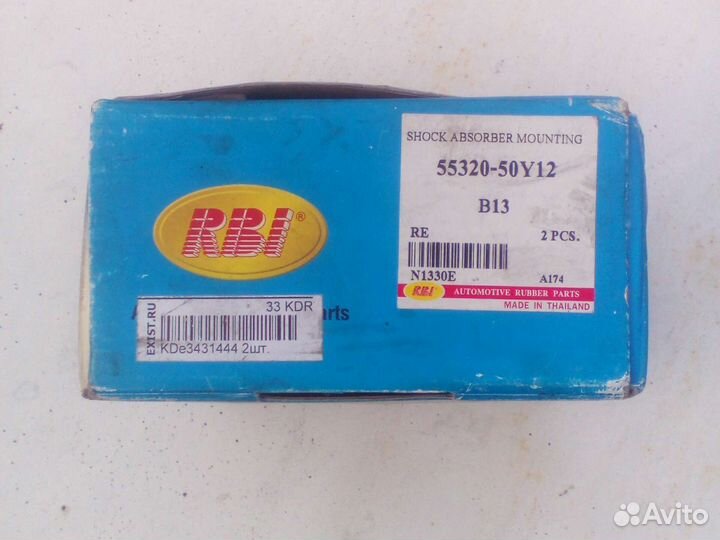 RBI®
SHOCK ABSORBER MOUNTING
55320-50Y12
B13
RE 2 PCS.
N1330E A174
RBI AUTOMOTIVE RUBBER PARTS
MADE IN THAILAND
EXIST.RU
33 KDR
KDe3431444 2шт.
arts
Avito